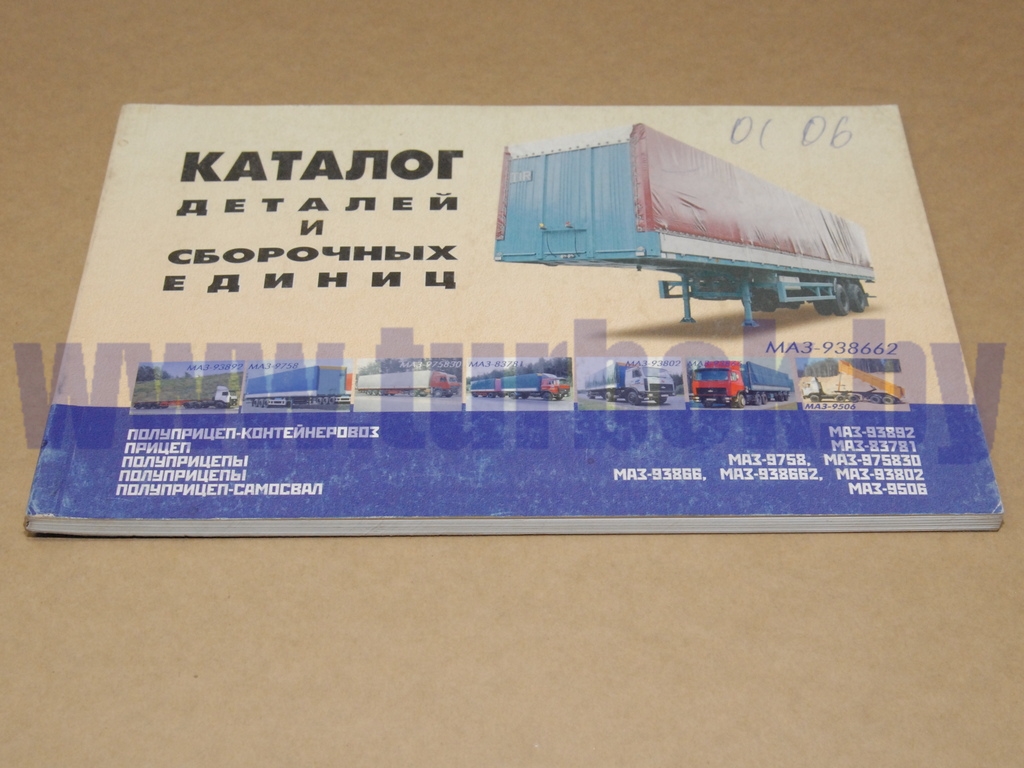 01 06
КАТАЛОГ
ДЕТАЛЕЙ
И
СБОРОЧНЫХ
ЕДИНИЦ
МАЗ-938662
МАЗ-93892
МАЗ-9758
МАЗ-975830
МАЗ-83781
МАЗ-93802
МАЗ-9506
www.turbok.by
ПОЛУПРИЦЕП-КОНТЕЙНЕРОВОЗ МАЗ-93892
ПРИЦЕП МАЗ-83781
ПОЛУПРИЦЕПЫ МАЗ-9758, МАЗ-975830
ПОЛУПРИЦЕПЫ МАЗ-93866, МАЗ-938662, МАЗ-93802
ПОЛУПРИЦЕП-САМОСВАЛ МАЗ-9506